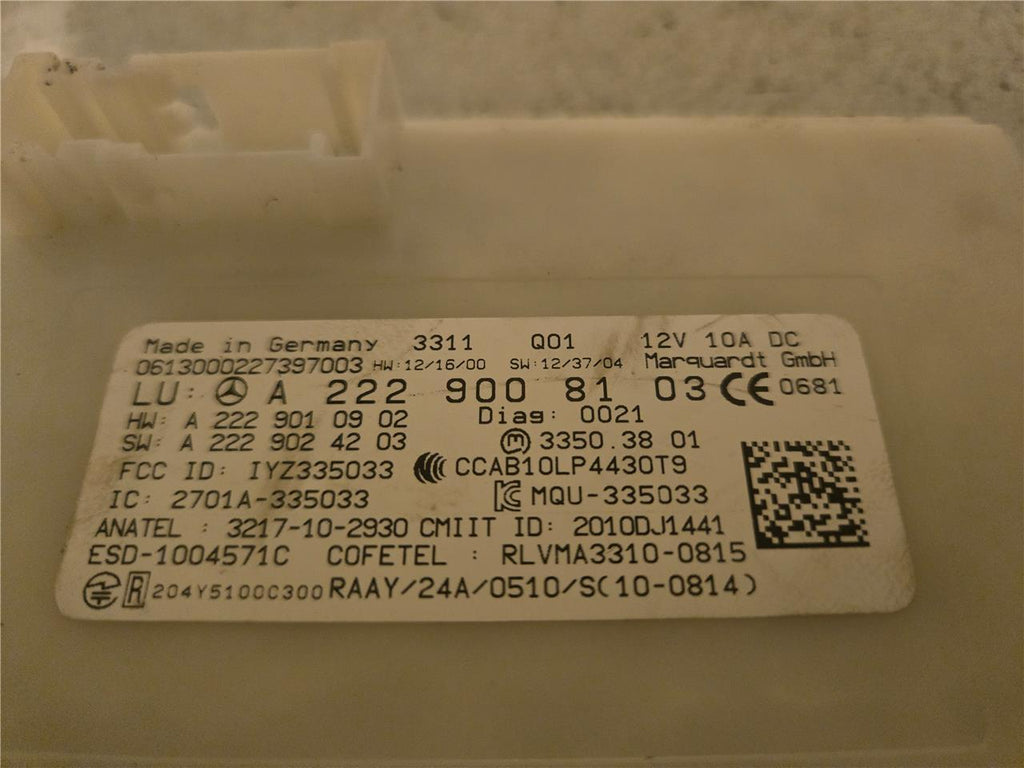 Made in Germany 3311 Q01 12V 10A DC
0613000227397003 HW:12/16/00 SW:12/37/04 Marquardt GmbH
LU: A 222 900 81 03 CE 0681
HW: A 222 901 09 02 Diag: 0021
SW: A 222 902 42 03 M 3350.38 01
FCC ID: IYZ335033 CCAB10LP4430T9
IC: 2701A-335033 MQU-335033
ANATEL : 3217-10-2930 CMIIT ID: 2010DJ1441
ESD-1004571C COFETEL : RLVMA3310-0815
R 204Y5100C300 RAAY/24A/0510/S(10-0814)